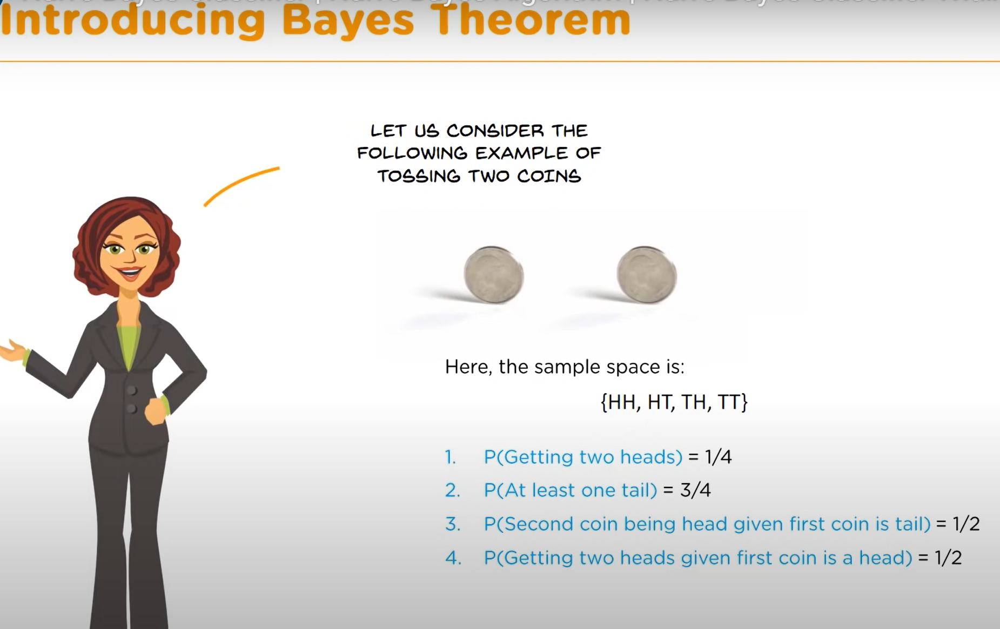 Introducing Bayes Theorem
LET US CONSIDER THE
FOLLOWING EXAMPLE OF
TOSSING TWO COINS
Here, the sample space is:
{HH, HT, TH, TT}
1. P(Getting two heads) = 1/4
2. P(At least one tail) = 3/4
3. P(Second coin being head given first coin is tail) = 1/2
4. P(Getting two heads given first coin is a head) = 1/2